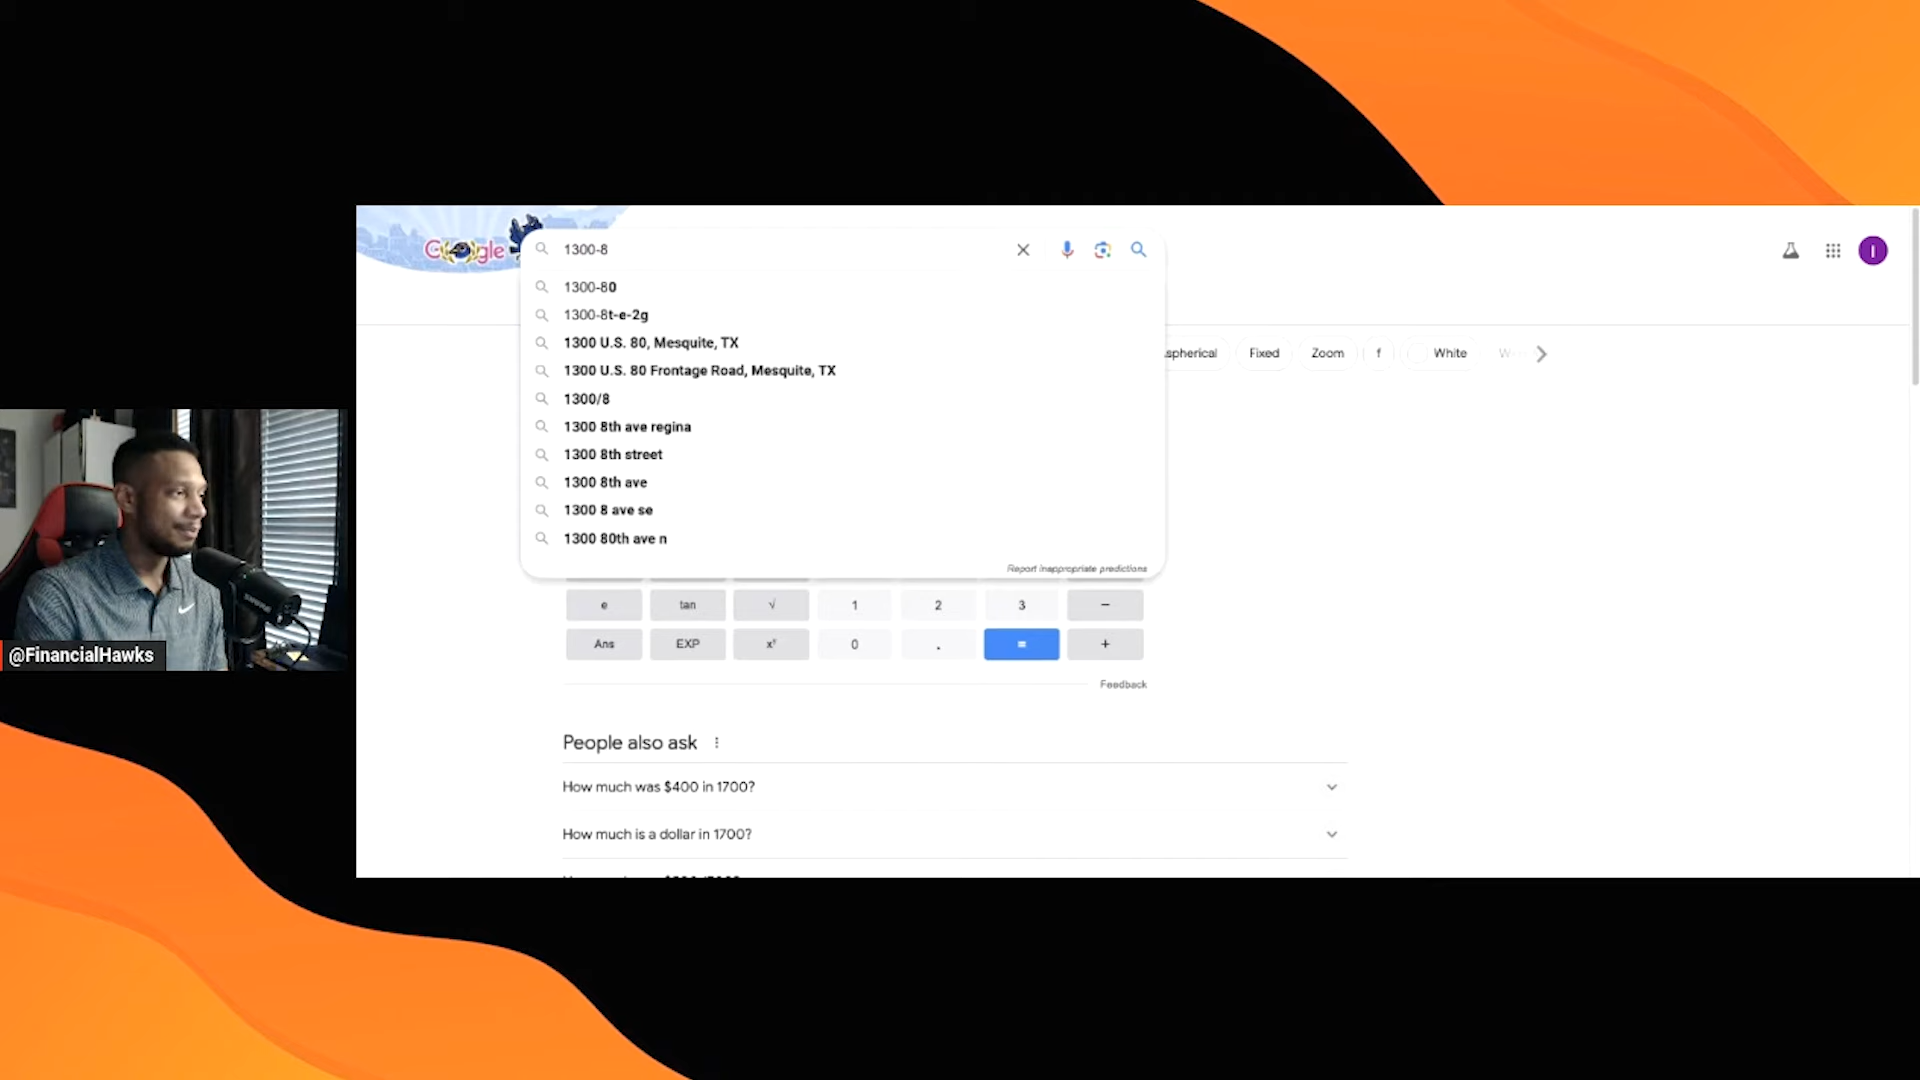 Google
1300-8
1300-80
1300-8t-e-2g
1300 U.S. 80, Mesquite, TX
1300 U.S. 80 Frontage Road, Mesquite, TX
1300/8
1300 8th ave regina
1300 8th street
1300 8th ave
1300 8 ave se
1300 80th ave n
Report inappropriate predictions
I
spherical
Fixed
Zoom
f
White
e
tan
√
1
2
3
−
Ans
EXP
xʸ
0
.
=
+
Feedback
People also ask
How much was $400 in 1700?
How much is a dollar in 1700?
SHURE
@FinancialHawks